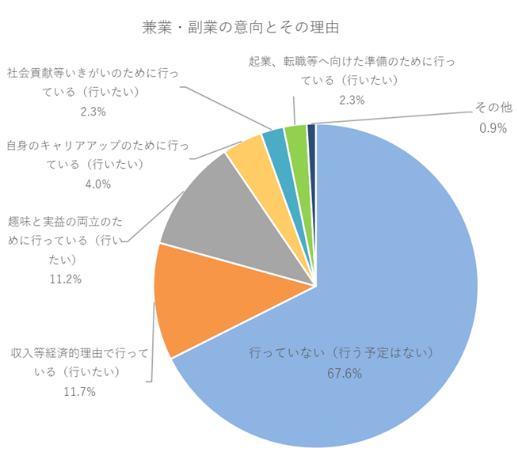 兼業・副業の意向とその理由
社会貢献等いきがいのために行っ
ている（行いたい）
2.3%
起業、転職等へ向けた準備のために行っ
ている（行いたい）
2.3%
その他
0.9%
自身のキャリアアップのために行って
いる（行いたい）
4.0%
趣味と実益の両立のた
めに行っている（行い
たい）
11.2%
収入等経済的理由で行って
いる（行いたい）
11.7%
行っていない（行う予定はない）
67.6%